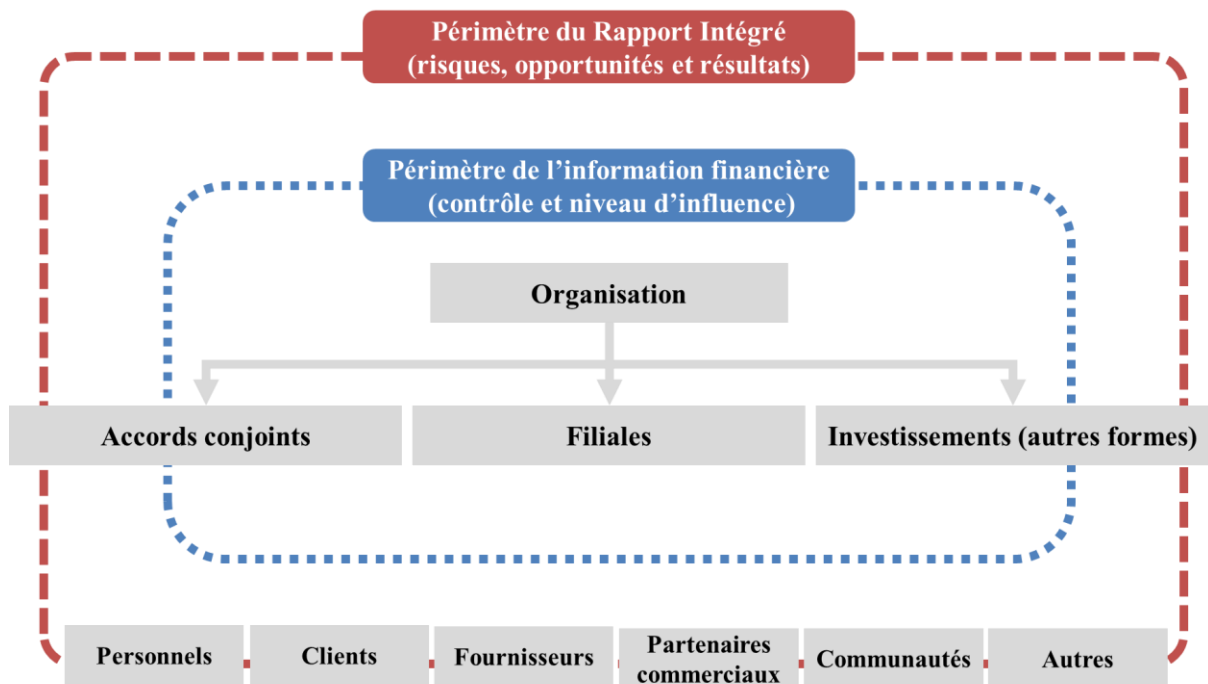 Périmètre du Rapport Intégré
(risques, opportunités et résultats)
Périmètre de l’information financière
(contrôle et niveau d’influence)
Organisation
Accords conjoints
Filiales
Investissements (autres formes)
Personnels
Clients
Fournisseurs
Partenaires
commerciaux
Communautés
Autres